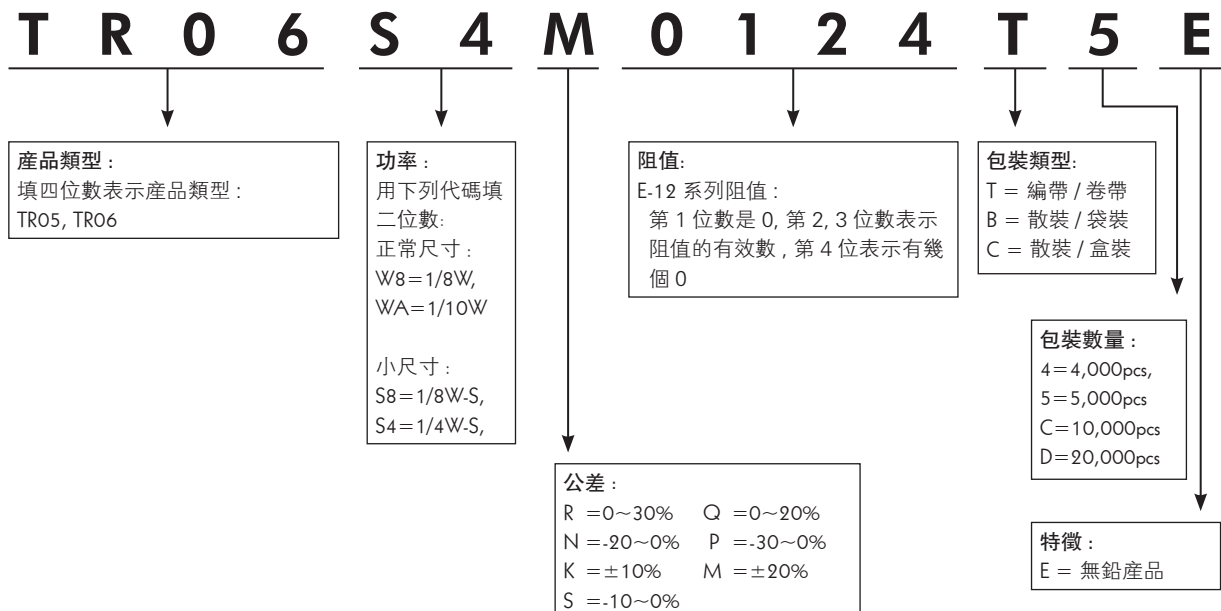 T R 0 6 S 4 M 0 1 2 4 T 5 E
産品類型：
填四位數表示産品類型：
TR05, TR06
功率：
用下列代碼填
二位數:
正常尺寸：
W8=1/8W,
WA=1/10W
小尺寸：
S8=1/8W-S,
S4=1/4W-S,
阻值:
E-12 系列阻值：
第 1 位數是 0, 第 2, 3 位數表示
阻值的有效數 , 第 4 位表示有幾
個 0
包裝類型:
T = 編帶 / 卷帶
B = 散裝 / 袋裝
C = 散裝 / 盒裝
包裝數量：
4=4,000pcs,
5=5,000pcs
C=10,000pcs
D=20,000pcs
公差：
R =0~30% Q =0~20%
N =-20~0% P =-30~0%
K =±10% M =±20%
S =-10~0%
特徵：
E = 無鉛産品